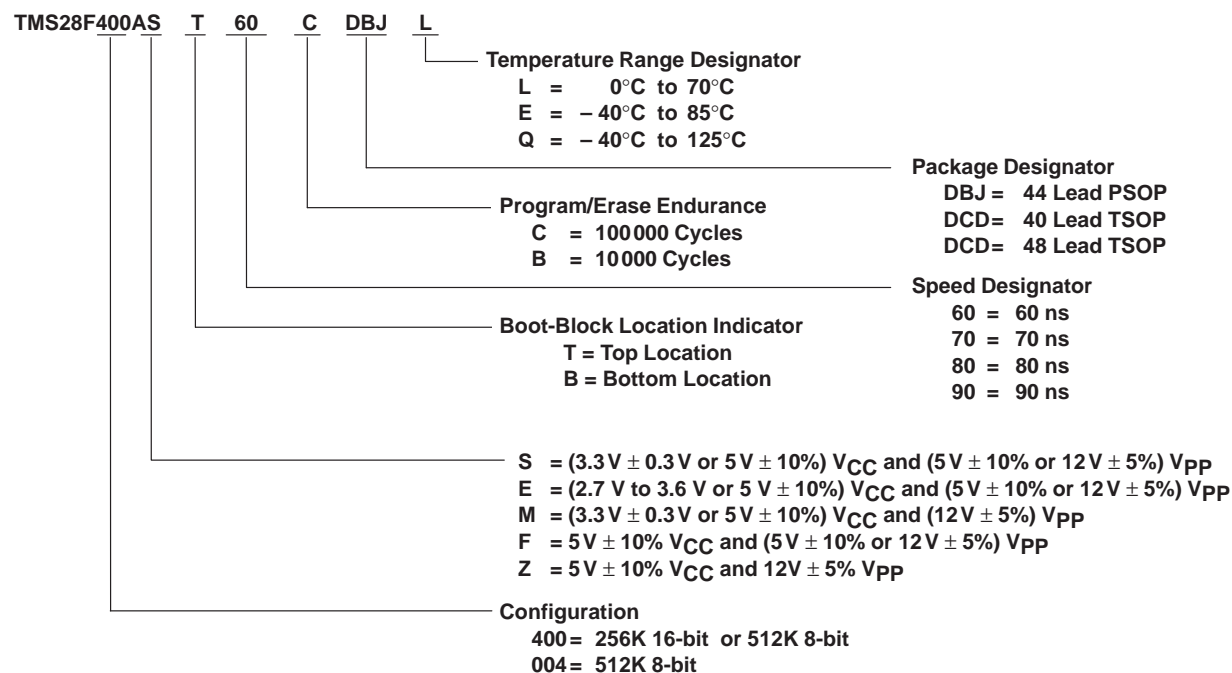 TMS28F400AS T 60 C DBJ L
Temperature Range Designator
L = 0°C to 70°C
E = – 40°C to 85°C
Q = – 40°C to 125°C
Package Designator
DBJ = 44 Lead PSOP
DCD= 40 Lead TSOP
DCD= 48 Lead TSOP
Program/Erase Endurance
C = 100000 Cycles
B = 10000 Cycles
Speed Designator
60 = 60 ns
70 = 70 ns
80 = 80 ns
90 = 90 ns
Boot-Block Location Indicator
T = Top Location
B = Bottom Location
S = (3.3 V ± 0.3 V or 5 V ± 10%) VCC and (5 V ± 10% or 12 V ± 5%) VPP
E = (2.7 V to 3.6 V or 5 V ± 10%) VCC and (5 V ± 10% or 12 V ± 5%) VPP
M = (3.3 V ± 0.3 V or 5 V ± 10%) VCC and (12 V ± 5%) VPP
F = 5 V ± 10% VCC and (5 V ± 10% or 12 V ± 5%) VPP
Z = 5 V ± 10% VCC and 12V ± 5% VPP
Configuration
400 = 256K 16-bit or 512K 8-bit
004 = 512K 8-bit